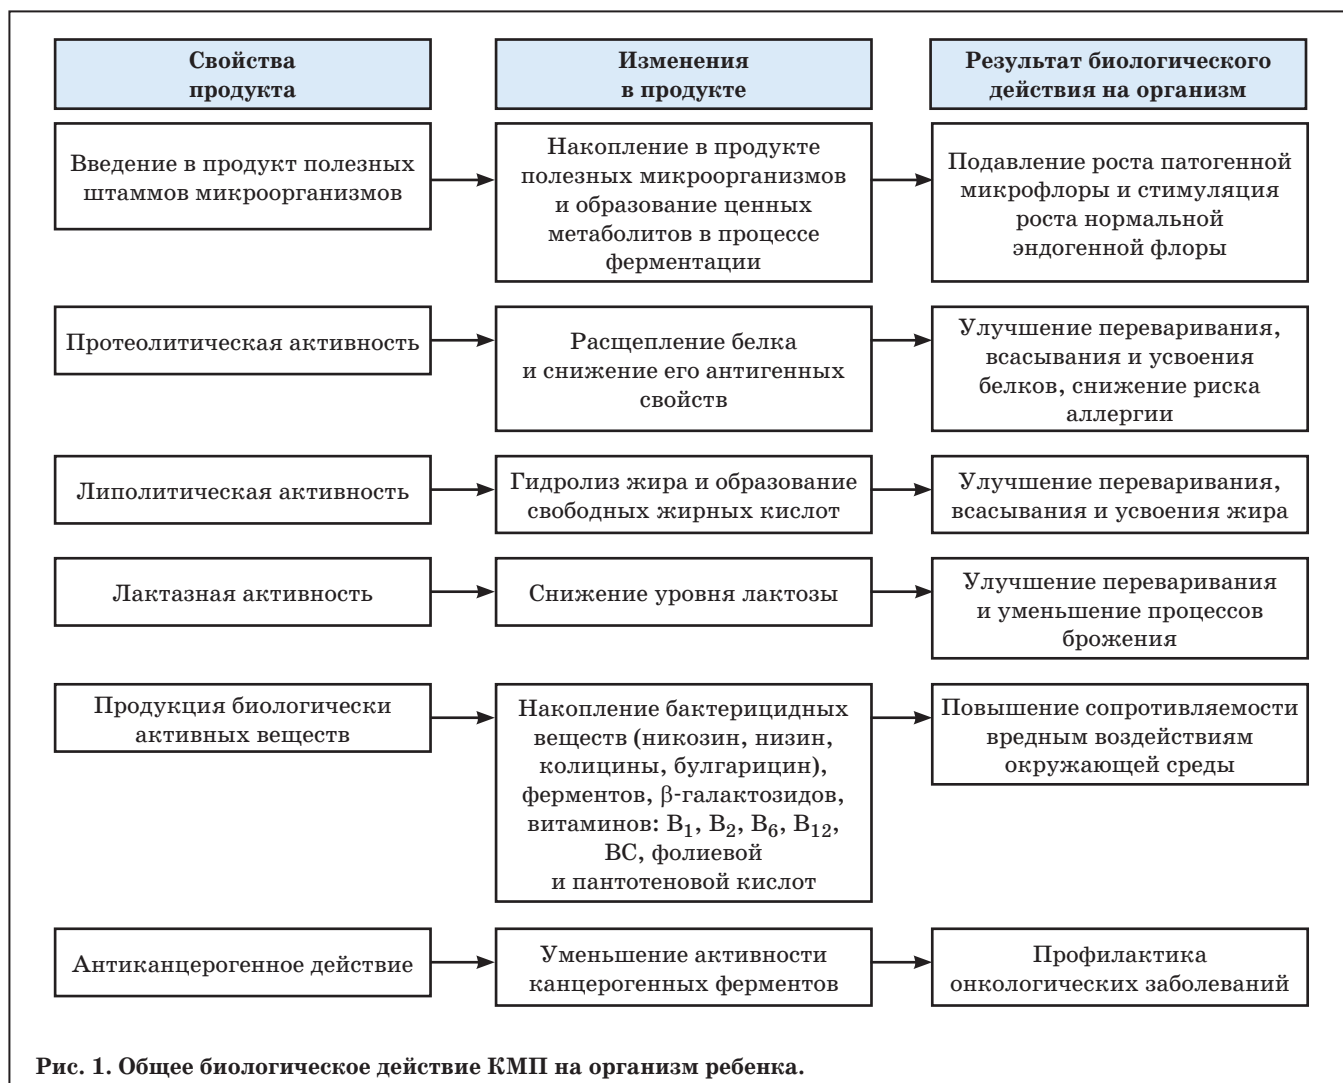 Свойства
продукта
Изменения
в продукте
Результат биологического
действия на организм
Введение в продукт полезных
штаммов микроорганизмов
Накопление в продукте
полезных микроорганизмов
и образование ценных
метаболитов в процессе
ферментации
Подавление роста патогенной
микрофлоры и стимуляция
роста нормальной
эндогенной флоры
Протеолитическая активность
Расщепление белка
и снижение его антигенных
свойств
Улучшение переваривания,
всасывания и усвоения
белков, снижение риска
аллергии
Липолитическая активность
Гидролиз жира и образование
свободных жирных кислот
Улучшение переваривания,
всасывания и усвоения жира
Лактазная активность
Снижение уровня лактозы
Улучшение переваривания
и уменьшение процессов
брожения
Продукция биологически
активных веществ
Накопление бактерицидных
веществ (никозин, низин,
колицины, булгарицин),
ферментов, β-галактозидов,
витаминов: B₁, B₂, B₆, B₁₂,
BC, фолиевой
и пантотеновой кислот
Повышение сопротивляемости
вредным воздействиям
окружающей среды
Антиканцерогенное действие
Уменьшение активности
канцерогенных ферментов
Профилактика
онкологических заболеваний
Рис. 1. Общее биологическое действие КМП на организм ребенка.